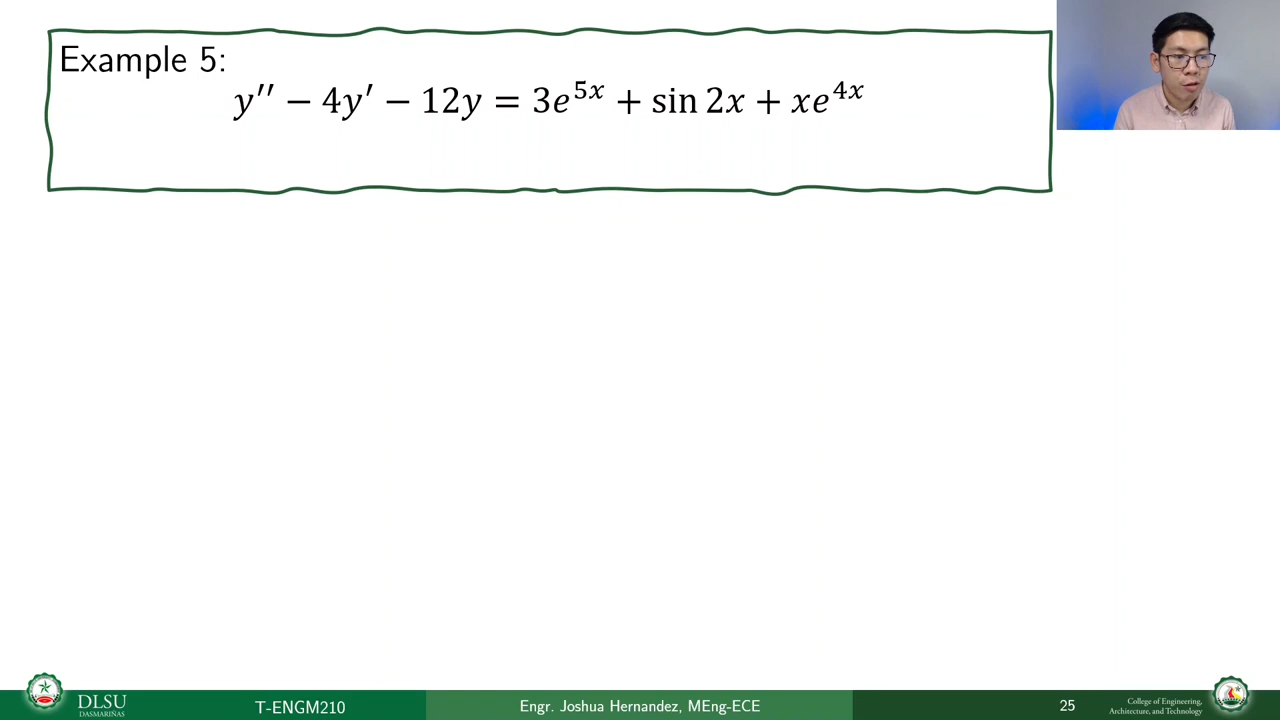 Example 5:
𝑦′′ − 4𝑦′ − 12𝑦 = 3𝑒^{5𝑥} + sin 2𝑥 + 𝑥𝑒^{4𝑥}
DLSU
DASMARIÑAS
T-ENGM210
Engr. Joshua Hernandez, MEng-ECE
25
College of Engineering,
Architecture, and Technology